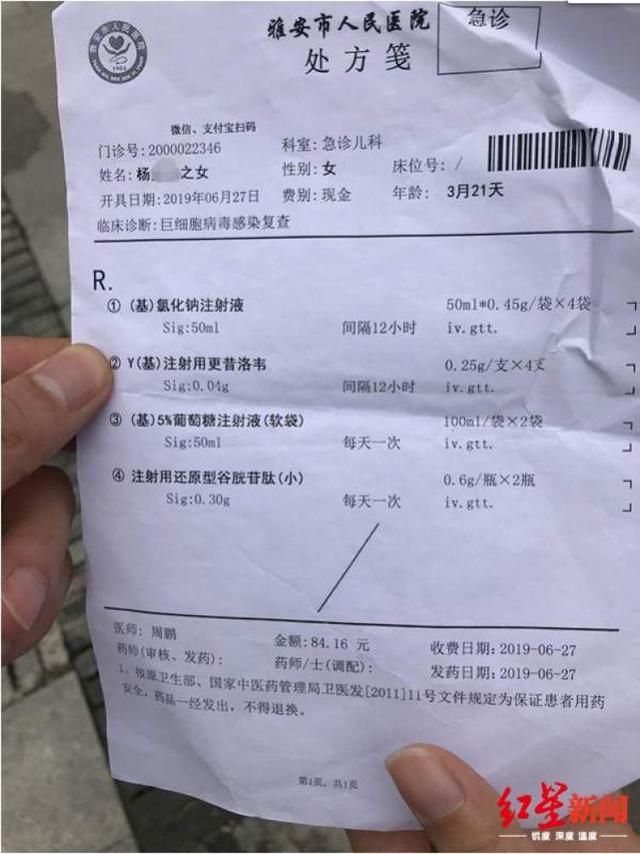 雅安市人民医院
急诊
处方笺
微信、支付宝扫码
门诊号:2000022346 科室:急诊儿科
姓名:杨 之女 性别:女 床位号: /
开具日期:2019年06月27日 费别:现金 年龄: 3月21天
临床诊断:巨细胞病毒感染复查
R.
① (基)氯化钠注射液 50ml*0.45g/袋×4袋
Sig:50ml 间隔12小时 iv.gtt.
② Y(基)注射用更昔洛韦 0.25g/支×4支
Sig:0.04g 间隔12小时 iv.gtt.
③ (基)5%葡萄糖注射液(软袋) 100ml/袋×2袋
Sig:50ml 每天一次 iv.gtt.
④ 注射用还原型谷胱苷肽(小) 0.6g/瓶×2瓶
Sig:0.30g 每天一次 iv.gtt.
医师: 周鹏 金额:84.16 元 收费日期:2019-06-27
药师(审核、发药): 药师/士(调配): 发药日期:2019-06-27
1、按原卫生部、国家中医药管理局卫医发[2011]11号文件规定为保证患者用药
安全，药品一经发出，不得退换。
第1页，共1页
红星新闻
锐度 深度 温度